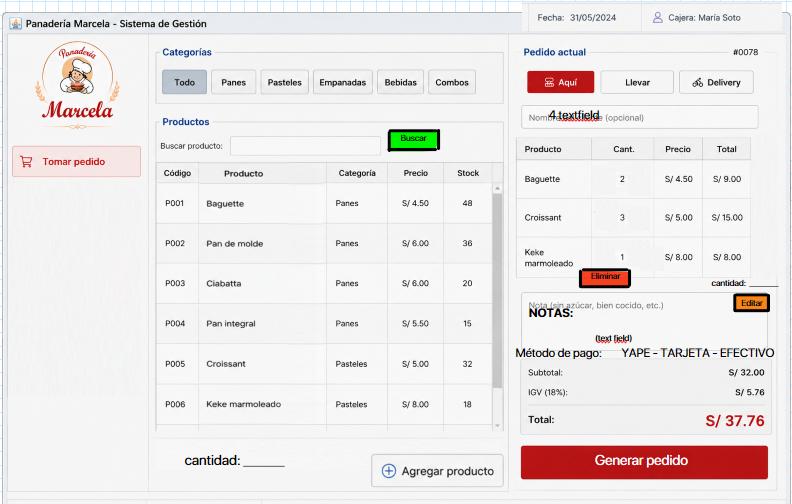 Panadería Marcela - Sistema de Gestión
Fecha: 31/05/2024
Cajera: María Soto
Panadería
Marcela
Tomar pedido
Categorías
Todo Panes Pasteles Empanadas Bebidas Combos
Productos
Buscar producto: Buscar
Código Producto Categoría Precio Stock
P001 Baguette Panes S/ 4.50 48
P002 Pan de molde Panes S/ 6.00 36
P003 Ciabatta Panes S/ 6.00 20
P004 Pan integral Panes S/ 5.50 15
P005 Croissant Pasteles S/ 5.00 32
P006 Keke marmoleado Pasteles S/ 8.00 18
cantidad: ______
Agregar producto
Pedido actual #0078
Aquí Llevar Delivery
4 textfield
(opcional)
Producto Cant. Precio Total
Baguette 2 S/ 4.50 S/ 9.00
Croissant 3 S/ 5.00 S/ 15.00
Keke
marmoleado 1 S/ 8.00 S/ 8.00
Eliminar
cantidad: ______
Nota (sin azúcar, bien cocido, etc.)
Editar
NOTAS:
(text field)
Método de pago: YAPE - TARJETA - EFECTIVO
Subtotal: S/ 32.00
IGV (18%): S/ 5.76
Total: S/ 37.76
Generar pedido